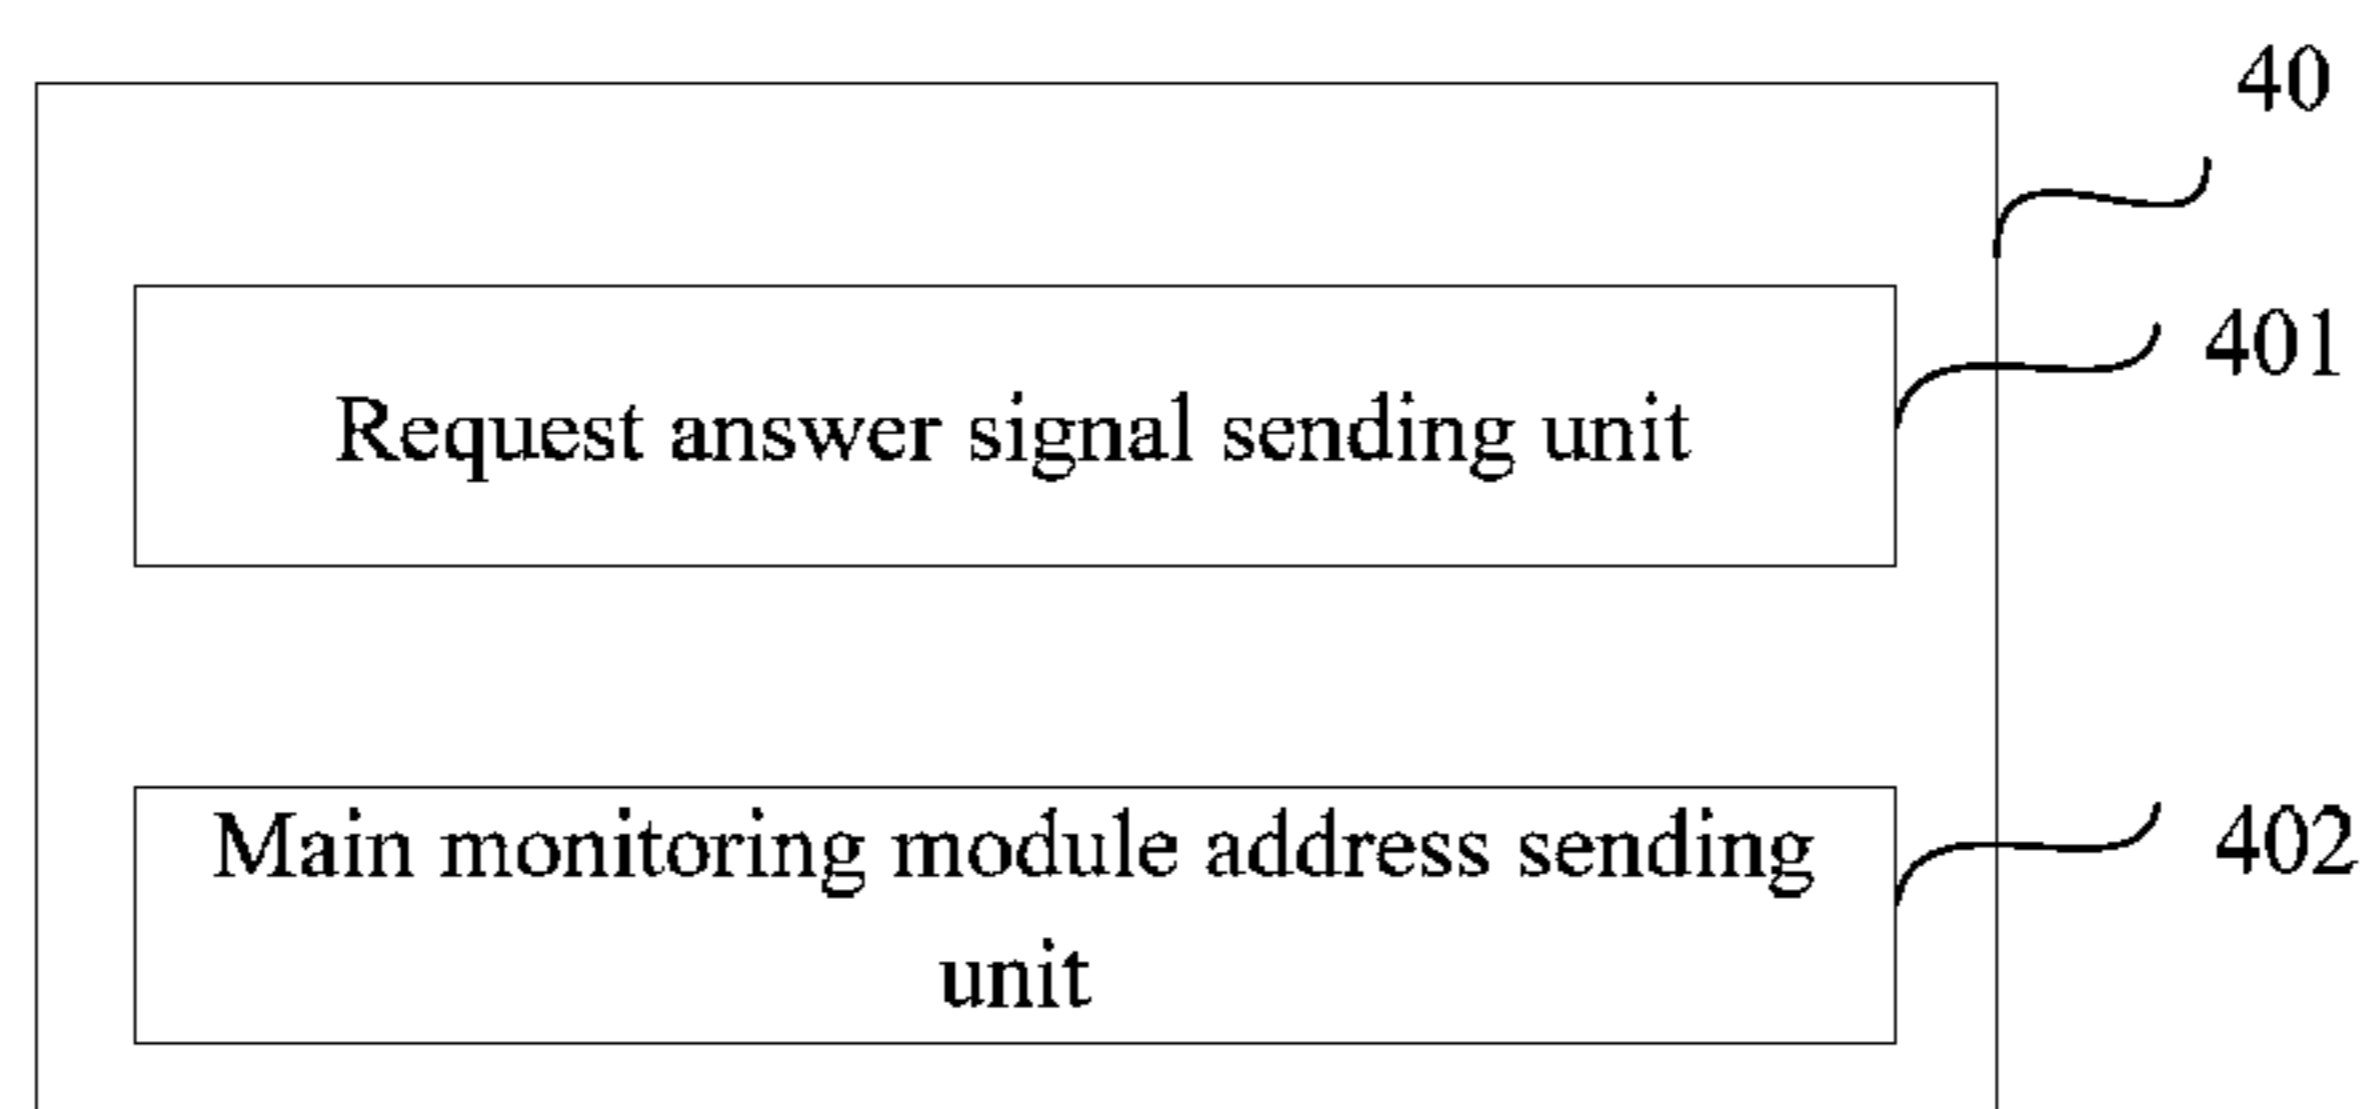 40
401
Request answer signal sending unit
Main monitoring module address sending
402
unit